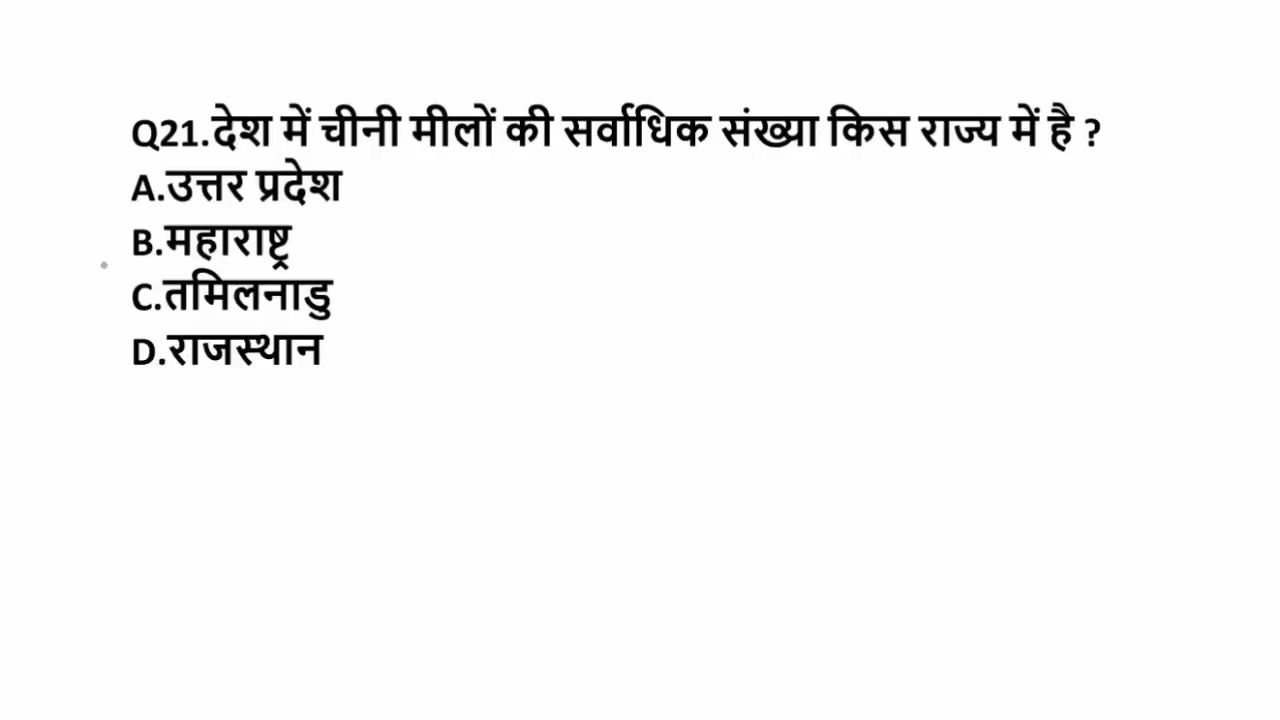 Q21.देश में चीनी मीलों की सर्वाधिक संख्या किस राज्य में है ?
A.उत्तर प्रदेश
B.महाराष्ट्र
C.तमिलनाडु
D.राजस्थान